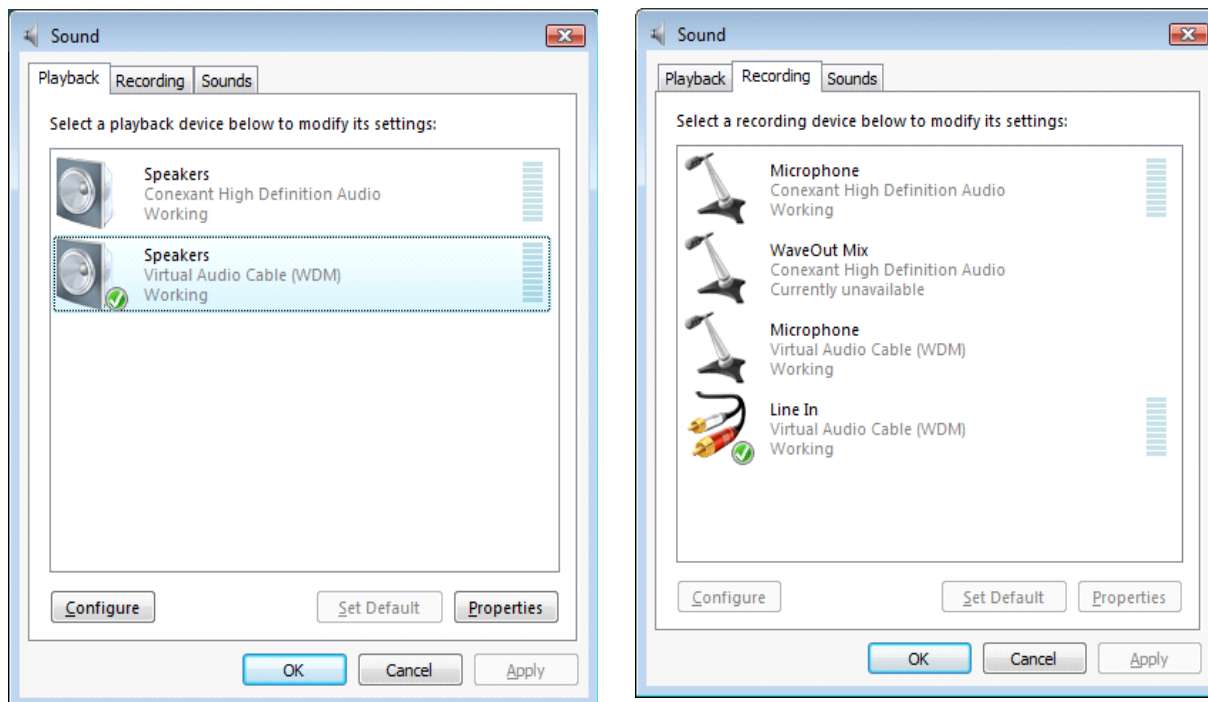 Sound
Playback Recording Sounds
Select a playback device below to modify its settings:
Speakers
Conexant High Definition Audio
Working
Speakers
Virtual Audio Cable (WDM)
Working
Configure Set Default Properties
OK Cancel Apply
Sound
Playback Recording Sounds
Select a recording device below to modify its settings:
Microphone
Conexant High Definition Audio
Working
WaveOut Mix
Conexant High Definition Audio
Currently unavailable
Microphone
Virtual Audio Cable (WDM)
Working
Line In
Virtual Audio Cable (WDM)
Working
Configure Set Default Properties
OK Cancel Apply